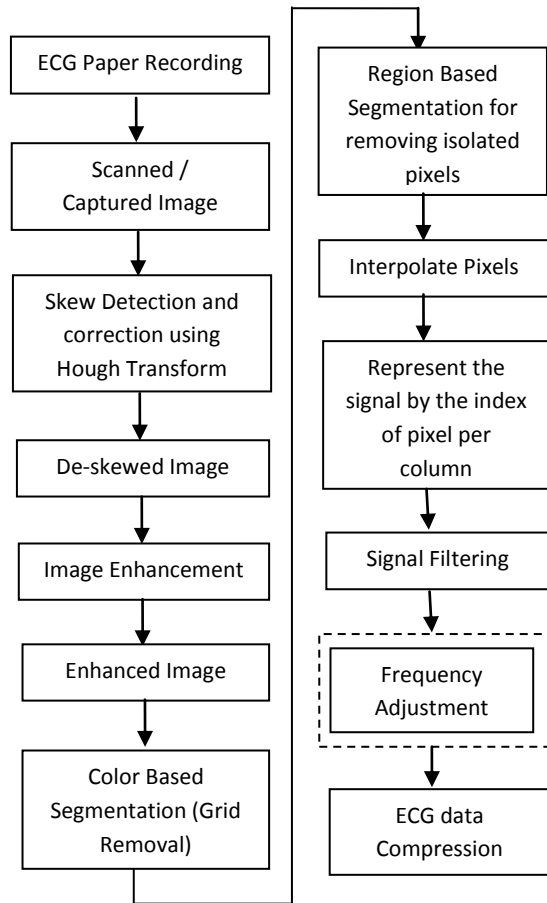 ECG Paper Recording
Scanned /
Captured Image
Skew Detection and
correction using
Hough Transform
De-skewed Image
Image Enhancement
Enhanced Image
Color Based
Segmentation (Grid
Removal)
Region Based
Segmentation for
removing isolated
pixels
Interpolate Pixels
Represent the
signal by the index
of pixel per
column
Signal Filtering
Frequency
Adjustment
ECG data
Compression